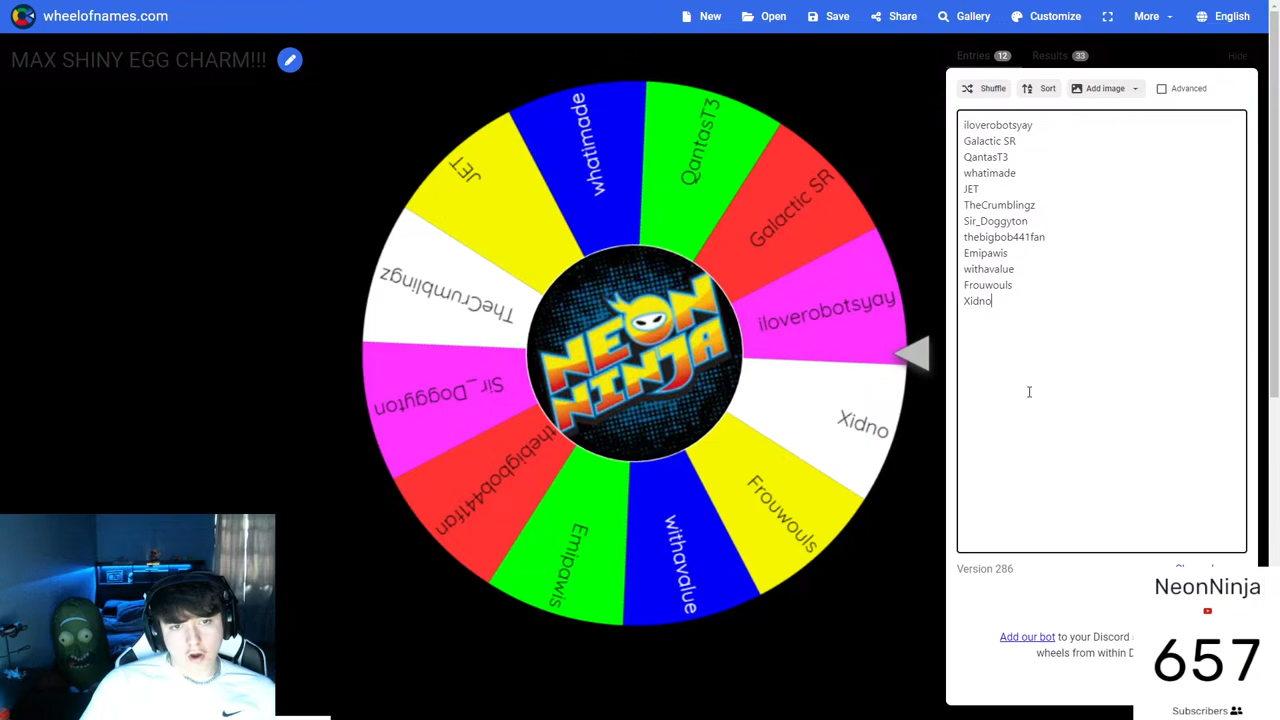 wheelofnames.com
New
Open
Save
Share
Gallery
Customize
More
English
MAX SHINY EGG CHARM!!!
Entries 12
Results 33
Hide
Shuffle
Sort
Add image
Advanced
iloverobotsyay
Galactic SR
QantasT3
whatimade
JET
TheCrumblingz
Sir_Doggyton
thebigbob441fan
Emipawis
withavalue
Frouwouls
Xidno
whatimade
QantasT3
JET
Galactic SR
TheCrumblingz
iloverobotsyay
Sir_Doggyton
Xidno
thebigbob441fan
Frouwouls
Emipawis
withavalue
NEON
NINJA
Version 286
Add our bot to your Discord
wheels from within
NeonNinja
657
Subscribers